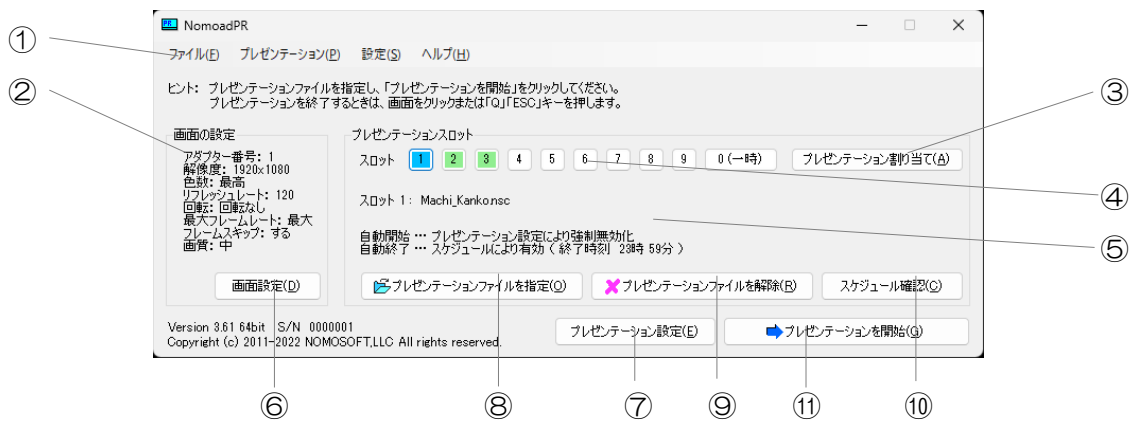 NomoadPR
①
ファイル(F) プレゼンテーション(P) 設定(S) ヘルプ(H)
②
ヒント: プレゼンテーションファイルを指定し、「プレゼンテーションを開始」をクリックしてください。
プレゼンテーションを終了するときは、画面をクリックまたは「Q」「ESC」キーを押します。
③
画面の設定
アダプター番号: 1
解像度: 1920x1080
色数: 最高
リフレッシュレート: 120
回転: 回転なし
最大フレームレート: 最大
フレームスキップ: する
画質: 中
画面設定(D)
プレゼンテーションスロット
スロット 1 2 3 4 5 6 7 8 9 0 (一時) プレゼンテーション割り当て(A)
④
スロット 1: Machi_Kanko.nsc
⑤
自動開始 … プレゼンテーション設定により強制無効化
自動終了 … スケジュールにより有効 ( 終了時刻 23時 59分 )
プレゼンテーションファイルを指定(O) プレゼンテーションファイルを解除(R) スケジュール確認(C)
Version 3.61 64bit S/N 0000001
Copyright (c) 2011-2022 NOMOSOFT,LLC All rights reserved.
プレゼンテーション設定(E) プレゼンテーションを開始(G)
⑥ ⑧ ⑦ ⑨ ⑪ ⑩